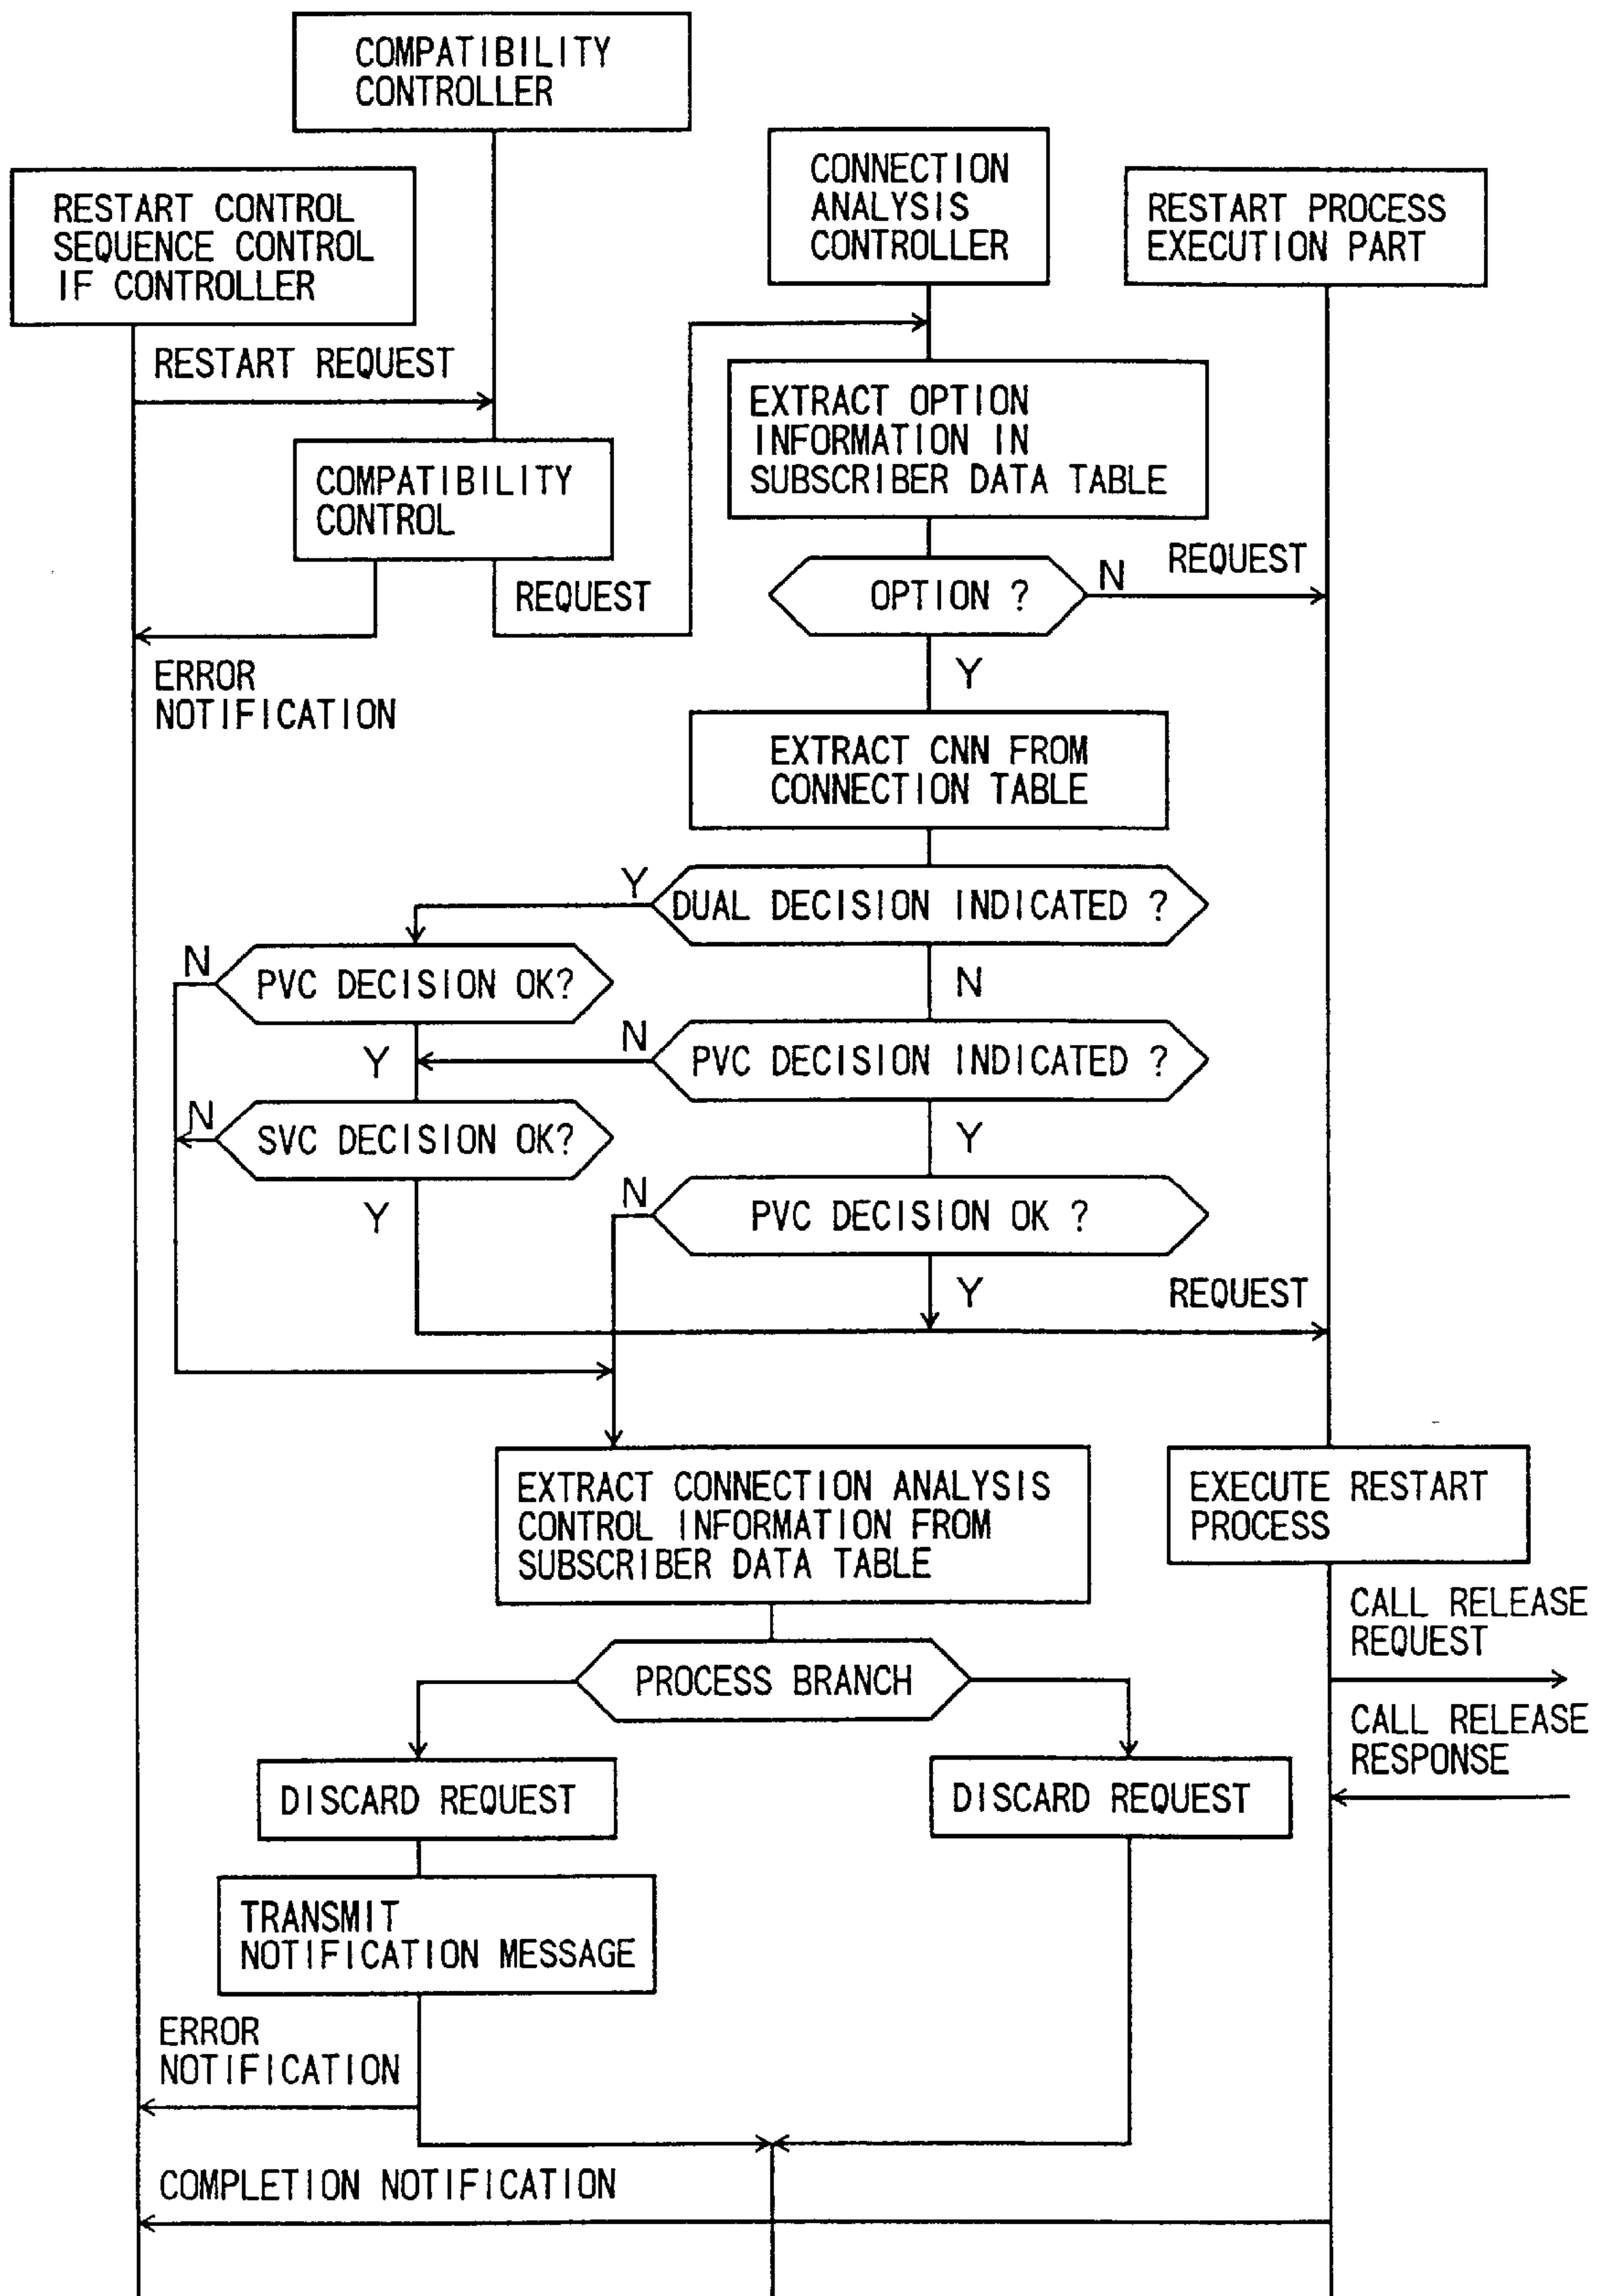 COMPATIBILITY
CONTROLLER
CONNECTION
ANALYSIS
CONTROLLER
RESTART CONTROL
SEQUENCE CONTROL
IF CONTROLLER
RESTART PROCESS
EXECUTION PART
RESTART REQUEST
EXTRACT OPTION
INFORMATION IN
SUBSCRIBER DATA TABLE
COMPATIBILITY
CONTROL
REQUEST
OPTION ?
N
REQUEST
ERROR
NOTIFICATION
Y
EXTRACT CNN FROM
CONNECTION TABLE
Y
DUAL DECISION INDICATED ?
N
PVC DECISION OK?
N
Y
N
PVC DECISION INDICATED ?
N
SVC DECISION OK?
Y
Y
N
PVC DECISION OK ?
Y
REQUEST
EXTRACT CONNECTION ANALYSIS
CONTROL INFORMATION FROM
SUBSCRIBER DATA TABLE
EXECUTE RESTART
PROCESS
CALL RELEASE
REQUEST
PROCESS BRANCH
CALL RELEASE
RESPONSE
DISCARD REQUEST
DISCARD REQUEST
TRANSMIT
NOTIFICATION MESSAGE
ERROR
NOTIFICATION
COMPLETION NOTIFICATION